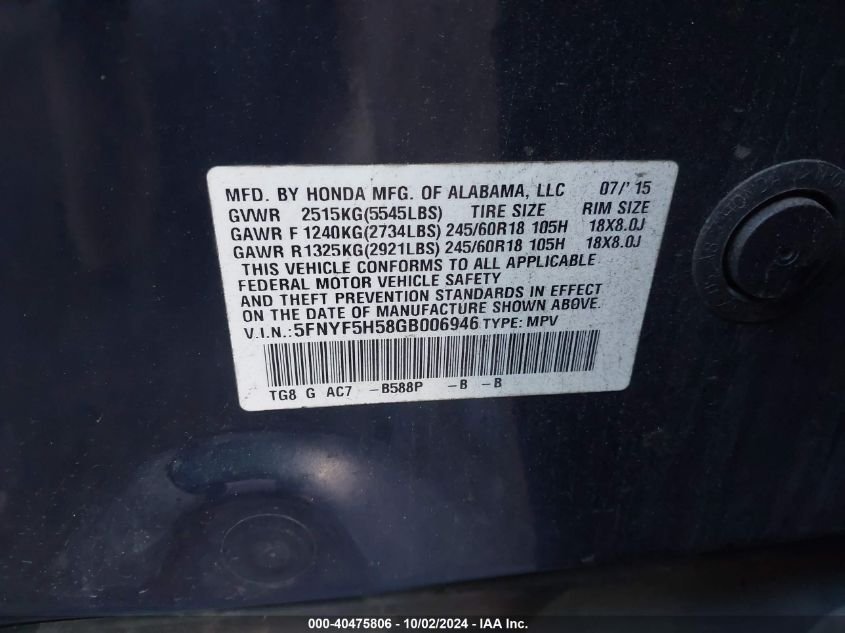 MFD. BY HONDA MFG. OF ALABAMA, LLC 07/'15
GVWR 2515KG(5545LBS) TIRE SIZE RIM SIZE
GAWR F 1240KG(2734LBS) 245/60R18 105H 18X8.0J
GAWR R1325KG(2921LBS) 245/60R18 105H 18X8.0J
THIS VEHICLE CONFORMS TO ALL APPLICABLE
FEDERAL MOTOR VEHICLE SAFETY
AND THEFT PREVENTION STANDARDS IN EFFECT
ON THE DATE OF MANUFACTURE SHOWN ABOVE.
V.I.N.:5FNYF5H58GB006946 TYPE: MPV
TG8 G AC7 -B588P -B -B
000-40475806 - 10/02/2024 - IAA Inc.